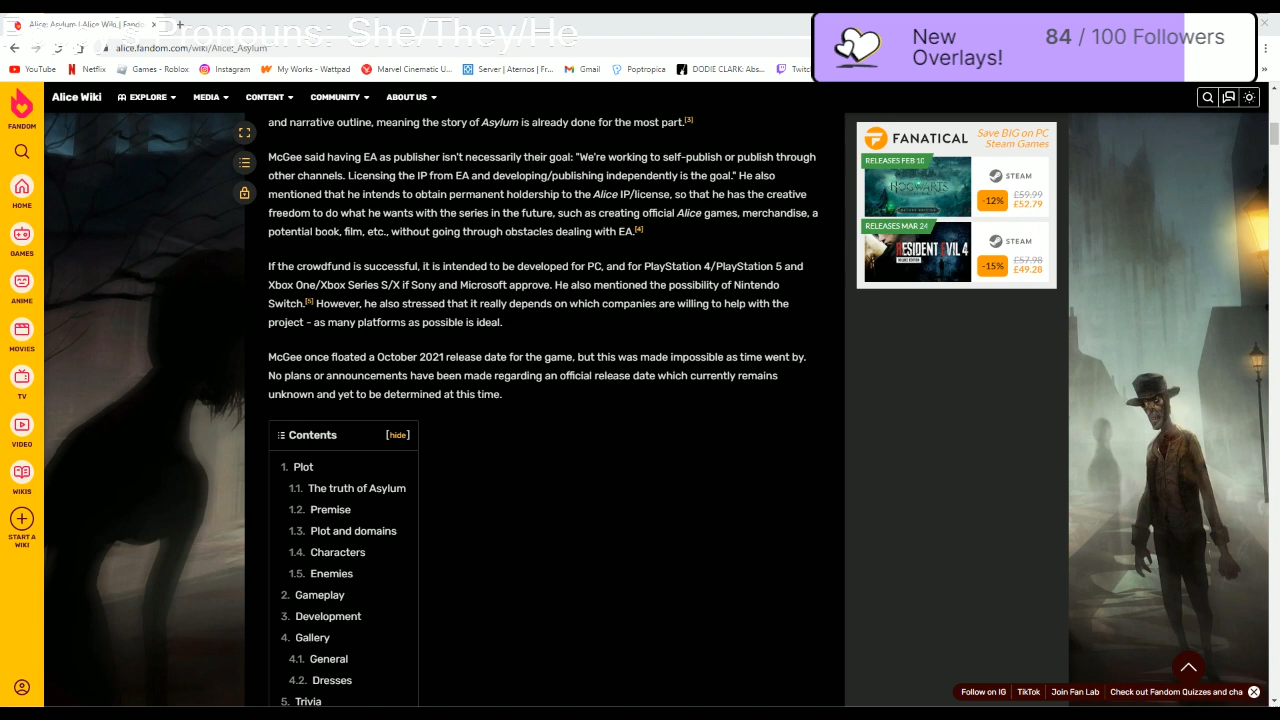 Alice: Asylum | Alice Wiki | Fando
Pronouns: She/They/He
alice.fandom.com/wiki/Alice:_Asylum
New
Overlays!
84 / 100 Followers
YouTube
Netflix
Games - Roblox
Instagram
My Works - Wattpad
Marvel Cinematic U...
Server | Aternos | Fr...
Gmail
Poptropica
DODIE CLARK: Abs...
Twitc
FANDOM
Alice Wiki
EXPLORE
MEDIA
CONTENT
COMMUNITY
ABOUT US
HOME
GAMES
ANIME
MOVIES
TV
VIDEO
WIKIS
START A
WIKI
and narrative outline, meaning the story of Asylum is already done for the most part.[3]
McGee said having EA as publisher isn't necessarily their goal: "We're working to self-publish or publish through
other channels. Licensing the IP from EA and developing/publishing independently is the goal." He also
mentioned that he intends to obtain permanent holdership to the Alice IP/license, so that he has the creative
freedom to do what he wants with the series in the future, such as creating official Alice games, merchandise, a
potential book, film, etc., without going through obstacles dealing with EA.[4]
If the crowdfund is successful, it is intended to be developed for PC, and for PlayStation 4/PlayStation 5 and
Xbox One/Xbox Series S/X if Sony and Microsoft approve. He also mentioned the possibility of Nintendo
Switch.[5] However, he also stressed that it really depends on which companies are willing to help with the
project - as many platforms as possible is ideal.
McGee once floated a October 2021 release date for the game, but this was made impossible as time went by.
No plans or announcements have been made regarding an official release date which currently remains
unknown and yet to be determined at this time.
Contents
[hide]
1. Plot
1.1. The truth of Asylum
1.2. Premise
1.3. Plot and domains
1.4. Characters
1.5. Enemies
2. Gameplay
3. Development
4. Gallery
4.1. General
4.2. Dresses
5. Trivia
FANATICAL
Save BIG on PC
Steam Games
RELEASES FEB 10
HOGWARTS
STEAM
-12%
£59.99
£52.79
RELEASES MAR 24
RESIDENT EVIL 4
STEAM
-15%
£57.98
£49.28
Follow on IG
TikTok
Join Fan Lab
Check out Fandom Quizzes and cha